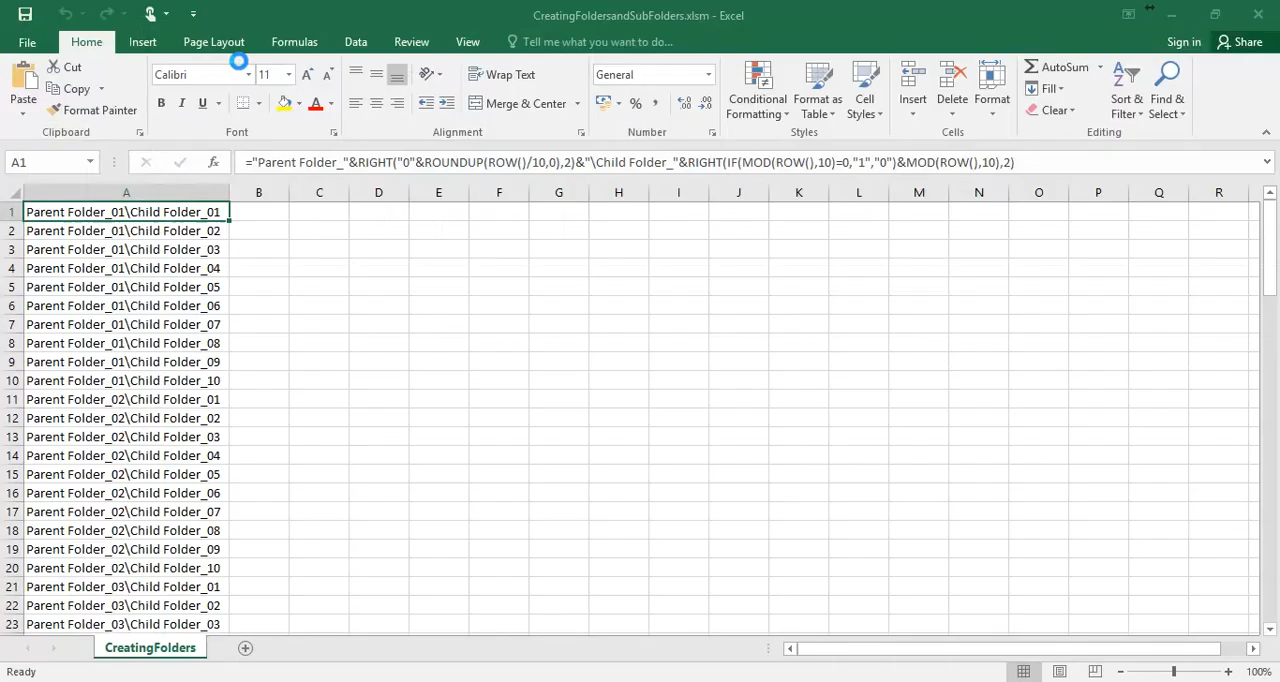 CreatingFoldersandSubFolders.xlsm - Excel
File Home Insert Page Layout Formulas Data Review View Tell me what you want to do... Sign in Share
Paste
Cut
Copy
Format Painter
Clipboard
Calibri 11
A A
B I U A
Font
Wrap Text
Merge & Center
Alignment
General
% ,
Number
Conditional Formatting
Format as Table
Cell Styles
Styles
Insert
Delete
Format
Cells
AutoSum
Fill
Clear
Sort & Filter
Find & Select
Editing
A1 fx ="Parent Folder_"&RIGHT("0"&ROUNDUP(ROW()/10,0),2)&"\Child Folder_"&RIGHT(IF(MOD(ROW(),10)=0,"1","0")&MOD(ROW(),10),2)
A B C D E F G H I J K L M N O P Q R
1 Parent Folder_01\Child Folder_01
2 Parent Folder_01\Child Folder_02
3 Parent Folder_01\Child Folder_03
4 Parent Folder_01\Child Folder_04
5 Parent Folder_01\Child Folder_05
6 Parent Folder_01\Child Folder_06
7 Parent Folder_01\Child Folder_07
8 Parent Folder_01\Child Folder_08
9 Parent Folder_01\Child Folder_09
10 Parent Folder_01\Child Folder_10
11 Parent Folder_02\Child Folder_01
12 Parent Folder_02\Child Folder_02
13 Parent Folder_02\Child Folder_03
14 Parent Folder_02\Child Folder_04
15 Parent Folder_02\Child Folder_05
16 Parent Folder_02\Child Folder_06
17 Parent Folder_02\Child Folder_07
18 Parent Folder_02\Child Folder_08
19 Parent Folder_02\Child Folder_09
20 Parent Folder_02\Child Folder_10
21 Parent Folder_03\Child Folder_01
22 Parent Folder_03\Child Folder_02
23 Parent Folder_03\Child Folder_03
CreatingFolders
Ready 100%